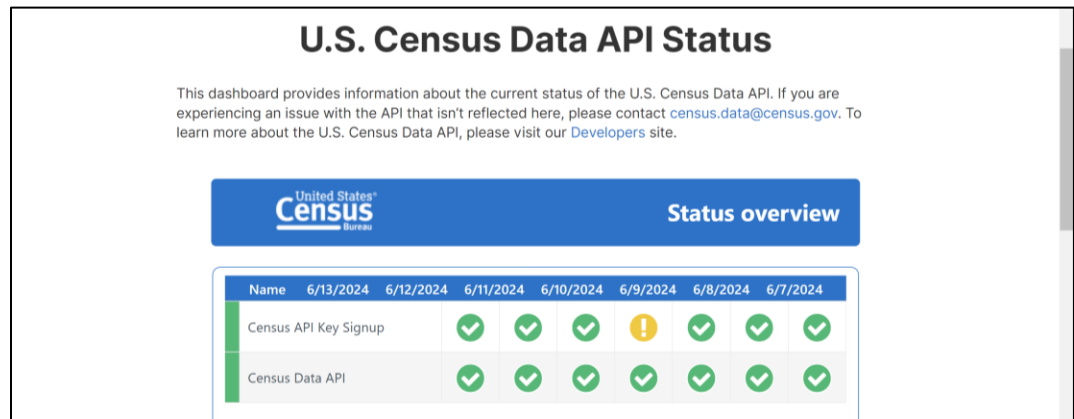 U.S. Census Data API Status
This dashboard provides information about the current status of the U.S. Census Data API. If you are
experiencing an issue with the API that isn't reflected here, please contact census.data@census.gov. To
learn more about the U.S. Census Data API, please visit our Developers site.
United States®
Census
Bureau
Status overview
Name 6/13/2024 6/12/2024 6/11/2024 6/10/2024 6/9/2024 6/8/2024 6/7/2024
Census API Key Signup
Census Data API